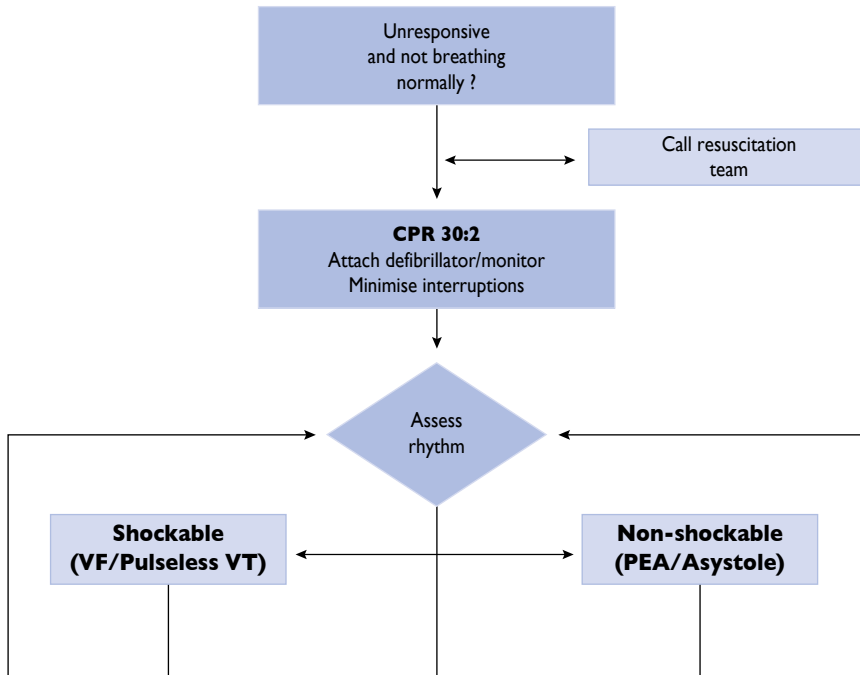 Unresponsive
and not breathing
normally ?
Call resuscitation
team
CPR 30:2
Attach defibrillator/monitor
Minimise interruptions
Assess
rhythm
Shockable
(VF/Pulseless VT)
Non-shockable
(PEA/Asystole)